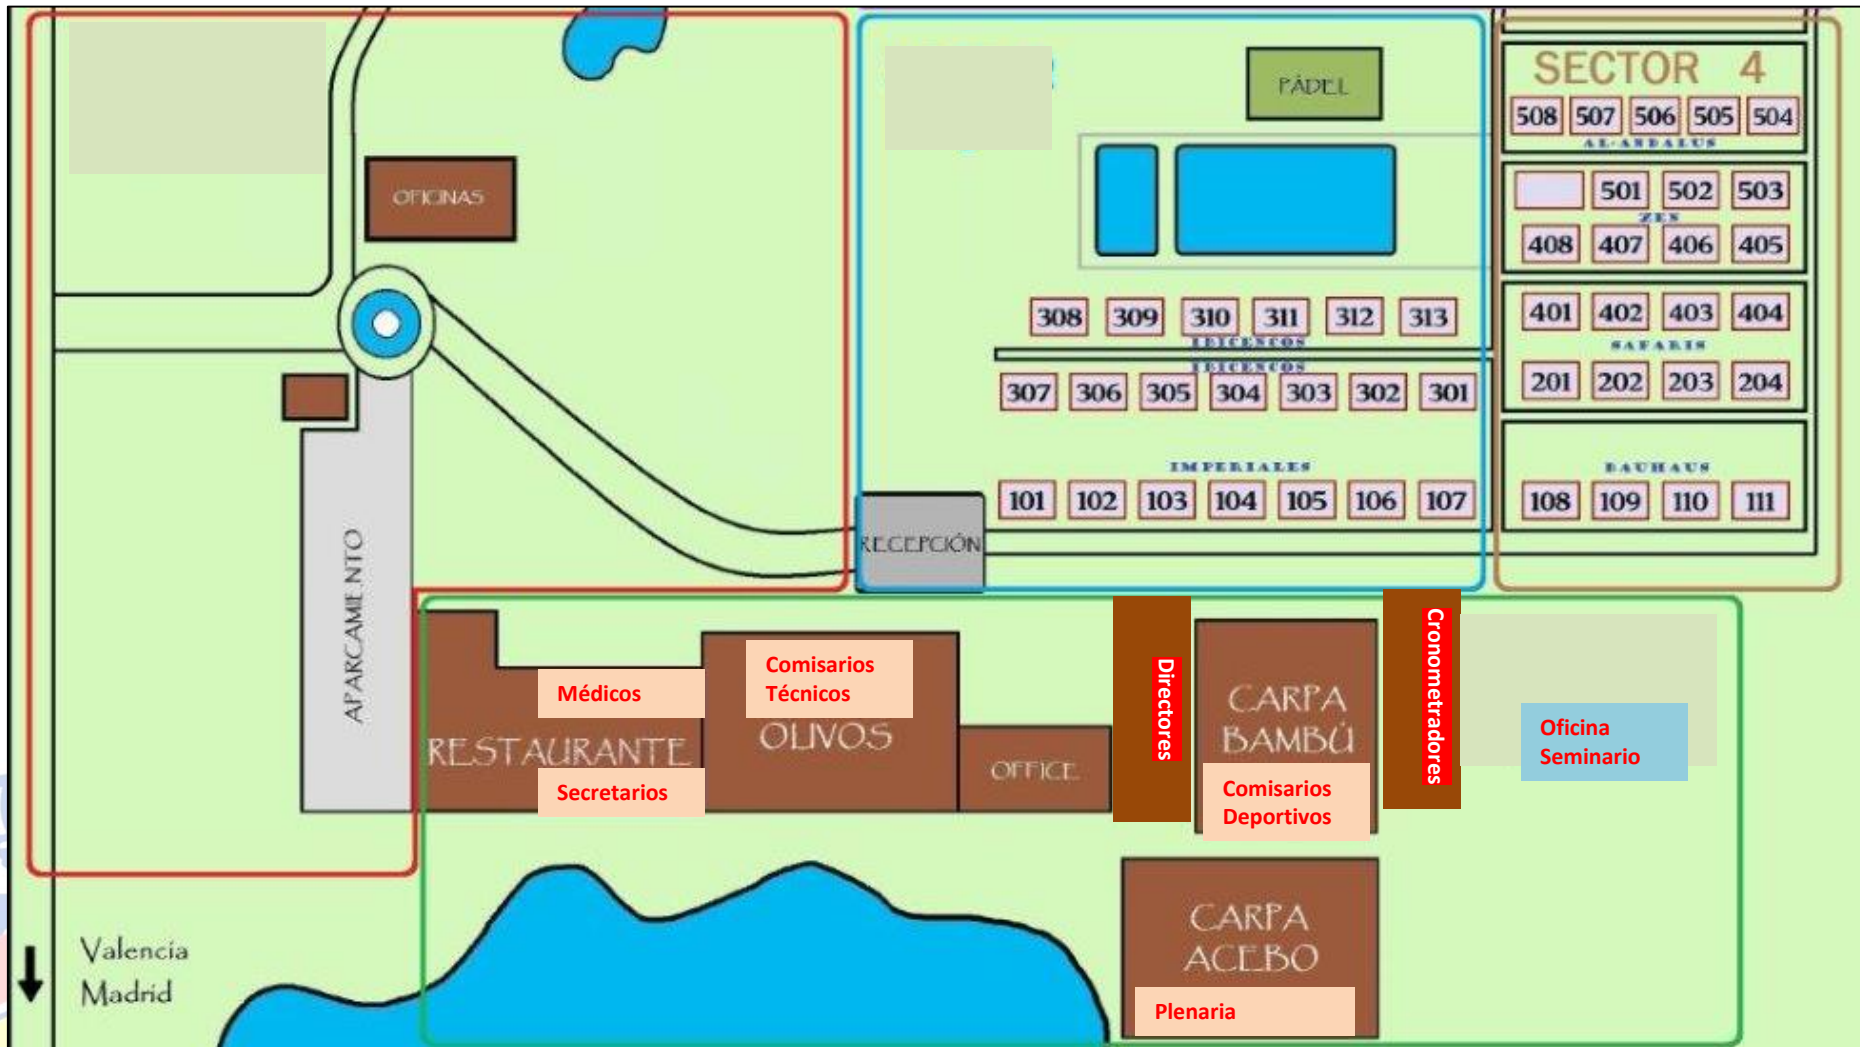 SECTOR 4
PÁDEL
508 507 506 505 504
AL-ANDALUS
OFICINAS
501 502 503
ZES
408 407 406 405
308 309 310 311 312 313
IBICENCOS
IBICENCOS
307 306 305 304 303 302 301
401 402 403 404
SAFARIS
201 202 203 204
IMPERIALES
101 102 103 104 105 106 107
BAUHAUS
108 109 110 111
RECEPCIÓN
APARCAMIENTO
Médicos
RESTAURANTE
Secretarios
Comisarios
Técnicos
OLIVOS
OFFICE
Directores
CARPA
BAMBÚ
Comisarios
Deportivos
Cronometradores
Oficina
Seminario
CARPA
ACEBO
Plenaria
Valencia
Madrid